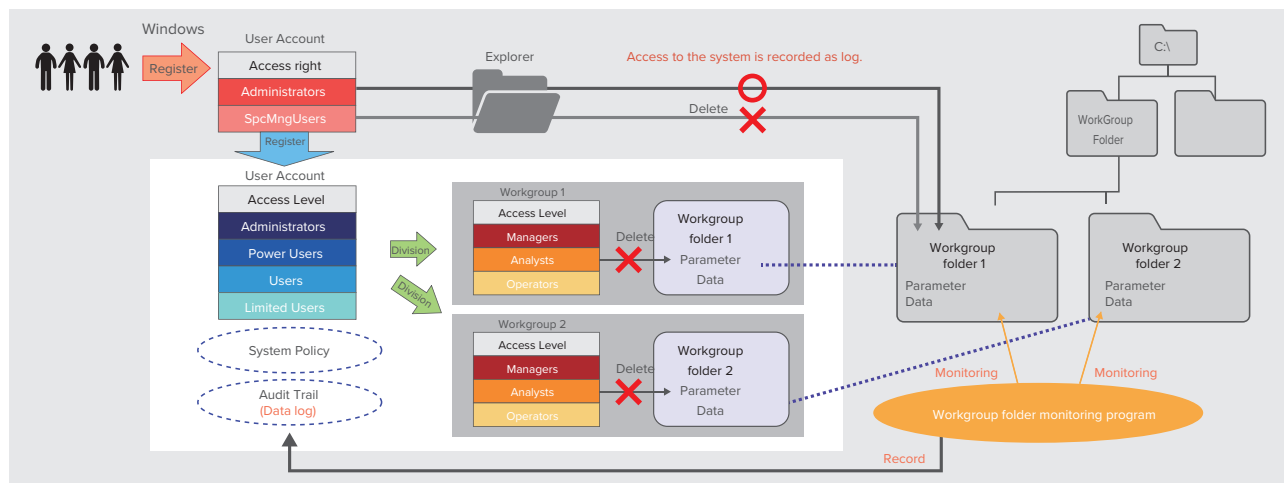 Windows
Register
User Account
Access right
Administrators
SpcMngUsers
Register
Explorer
Access to the system is recorded as log.
Delete
C:\
WorkGroup
Folder
User Account
Access Level
Administrators
Power Users
Users
Limited Users
System Policy
Audit Trail
(Data log)
Division
Division
Workgroup 1
Access Level
Managers
Analysts
Operators
Delete
Workgroup
folder 1
Parameter
Data
Workgroup 2
Access Level
Managers
Analysts
Operators
Delete
Workgroup
folder 2
Parameter
Data
Workgroup
folder 1
Parameter
Data
Workgroup
folder 2
Parameter
Data
Monitoring
Monitoring
Workgroup folder monitoring program
Record